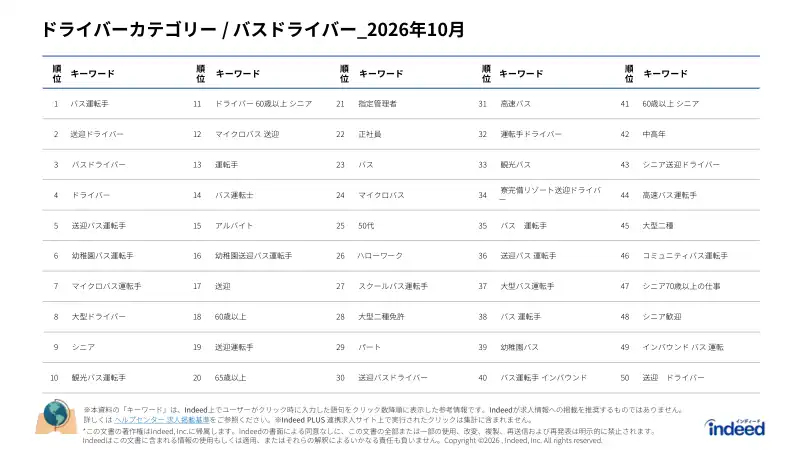 ドライバーカテゴリー / バスドライバー_2026年10月
順位 キーワード 順位 キーワード 順位 キーワード 順位 キーワード 順位 キーワード
1 バス運転手 11 ドライバー 60歳以上 シニア 21 指定管理者 31 高速バス 41 60歳以上 シニア
2 送迎ドライバー 12 マイクロバス 送迎 22 正社員 32 運転手ドライバー 42 中高年
3 バスドライバー 13 運転手 23 バス 33 観光バス 43 シニア送迎ドライバー
4 ドライバー 14 バス運転士 24 マイクロバス 34 寮完備リゾート送迎ドライバー 44 高速バス運転手
5 送迎バス運転手 15 アルバイト 25 50代 35 バス　運転手 45 大型二種
6 幼稚園バス運転手 16 幼稚園送迎バス運転手 26 ハローワーク 36 送迎バス 運転手 46 コミュニティバス運転手
7 マイクロバス運転手 17 送迎 27 スクールバス運転手 37 大型バス運転手 47 シニア70歳以上の仕事
8 大型ドライバー 18 60歳以上 28 大型二種免許 38 バス 運転手 48 シニア歓迎
9 シニア 19 送迎運転手 29 パート 39 幼稚園バス 49 インバウンド バス 運転
10 観光バス運転手 20 65歳以上 30 送迎バスドライバー 40 バス運転手 インバウンド 50 送迎　ドライバー
※本資料の「キーワード」は、Indeed上でユーザーがクリック時に入力した語句をクリック数降順に表示した参考情報です。Indeedが求人情報への掲載を推奨するものではありません。
詳しくは ヘルプセンター 求人掲載基準をご参照ください。※Indeed PLUS 連携求人サイト上で実行されたクリックは集計に含まれません。
*この文書の著作権はIndeed, Inc.に帰属します。Indeedの書面による同意なしに、この文書の全部または一部の使用、改変、複製、再送信および再発表は明示的に禁止されます。
Indeedはこの文書に含まれる情報の使用もしくは適用、またはそれらの解釈によるいかなる責任も負いません。Copyright ©2026 , Indeed, Inc. All rights reserved.
インディード
indeed